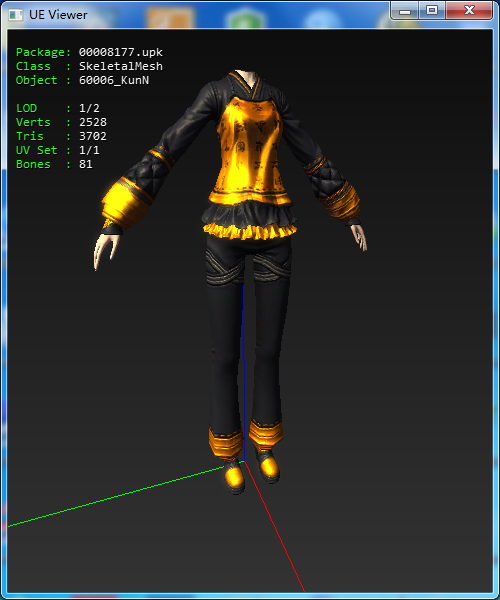 UE Viewer
Package: 00008177.upk
Class : SkeletalMesh
Object : 60006_KunN
LOD : 1/2
Verts : 2528
Tris : 3702
UV Set : 1/1
Bones : 81